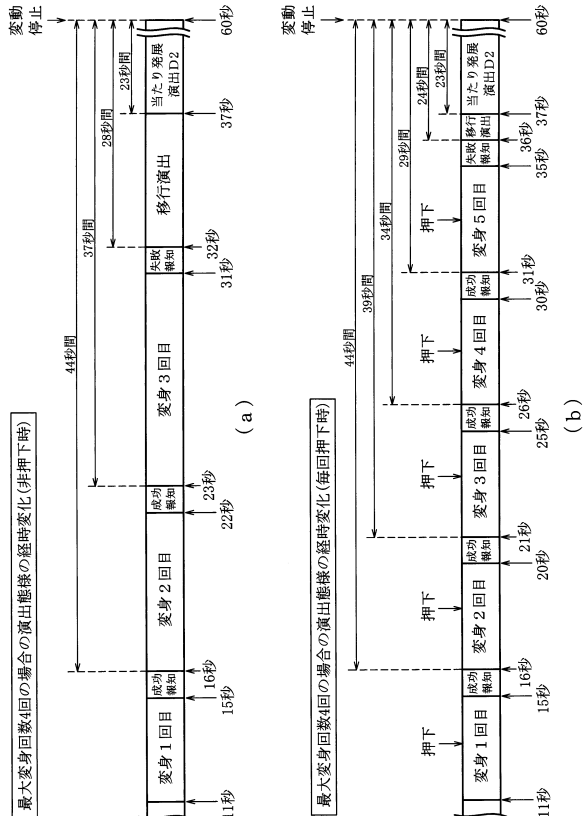 最大変身回数4回の場合の演出態様の経時変化(非押下時)
変動
停止
44秒間
37秒間
28秒間
23秒間
変身1回目
成功
報知
変身2回目
成功
報知
変身3回目
失敗
報知
移行演出
当たり発展
演出D2
11秒
15秒
16秒
22秒
23秒
31秒
32秒
37秒
60秒
(a)
最大変身回数4回の場合の演出態様の経時変化(毎回押下時)
変動
停止
44秒間
39秒間
34秒間
29秒間
24秒間
23秒間
押下
押下
押下
押下
押下
変身1回目
成功
報知
変身2回目
成功
報知
変身3回目
成功
報知
変身4回目
成功
報知
変身5回目
失敗
報知
移行
演出
当たり発展
演出D2
11秒
15秒
16秒
20秒
21秒
25秒
26秒
30秒
31秒
35秒
36秒
37秒
60秒
(b)